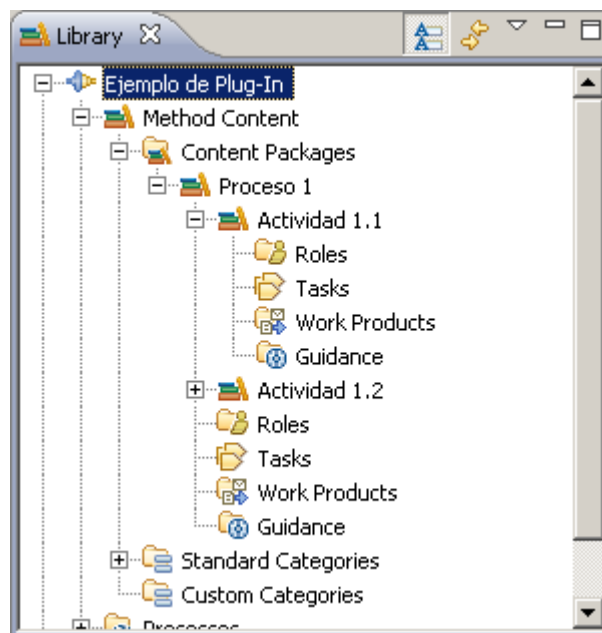 Library
Ejemplo de Plug-In
Method Content
Content Packages
Proceso 1
Actividad 1.1
Roles
Tasks
Work Products
Guidance
Actividad 1.2
Roles
Tasks
Work Products
Guidance
Standard Categories
Custom Categories
Processes